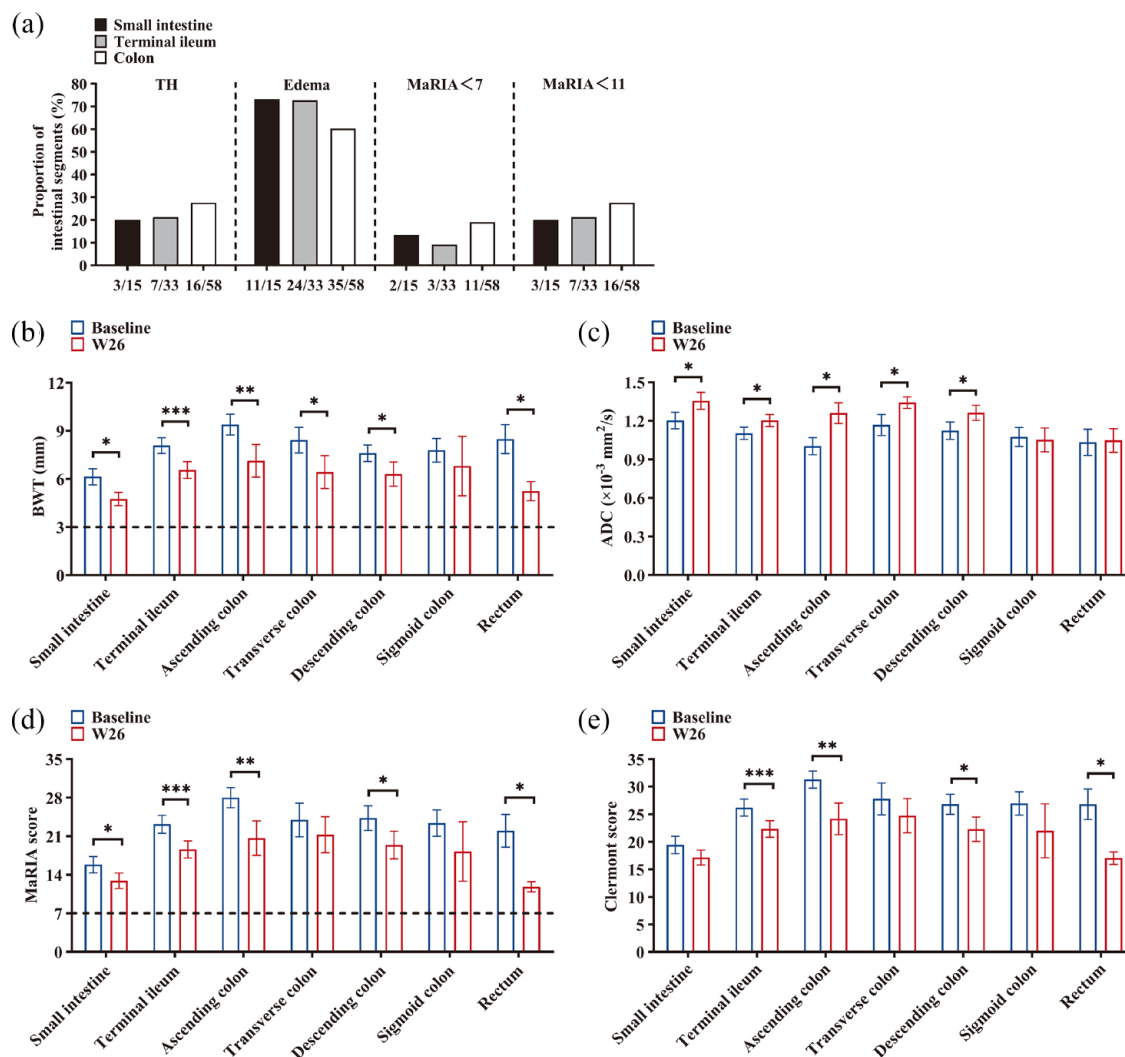 (a)
Small intestine
Terminal ileum
Colon
TH Edema MaRIA<7 MaRIA<11
Proportion of
intestinal segments (%)
80
70
60
50
40
30
20
10
0
3/15 7/33 16/58 11/15 24/33 35/58 2/15 3/33 11/58 3/15 7/33 16/58
(b)
Baseline
W26
BWT (mm)
12
9
6
3
0
* *** ** * * *
Small intestine
Terminal ileum
Ascending colon
Transverse colon
Descending colon
Sigmoid colon
Rectum
(c)
Baseline
W26
ADC (×10⁻³ mm²/s)
1.5
1.2
0.9
0.6
0.3
0.0
* * * * *
Small intestine
Terminal ileum
Ascending colon
Transverse colon
Descending colon
Sigmoid colon
Rectum
(d)
Baseline
W26
MaRIA score
35
28
21
14
7
0
* *** ** * *
Small intestine
Terminal ileum
Ascending colon
Transverse colon
Descending colon
Sigmoid colon
Rectum
(e)
Baseline
W26
Clermont score
35
30
25
20
15
10
5
0
*** ** * *
Small intestine
Terminal ileum
Ascending colon
Transverse colon
Descending colon
Sigmoid colon
Rectum